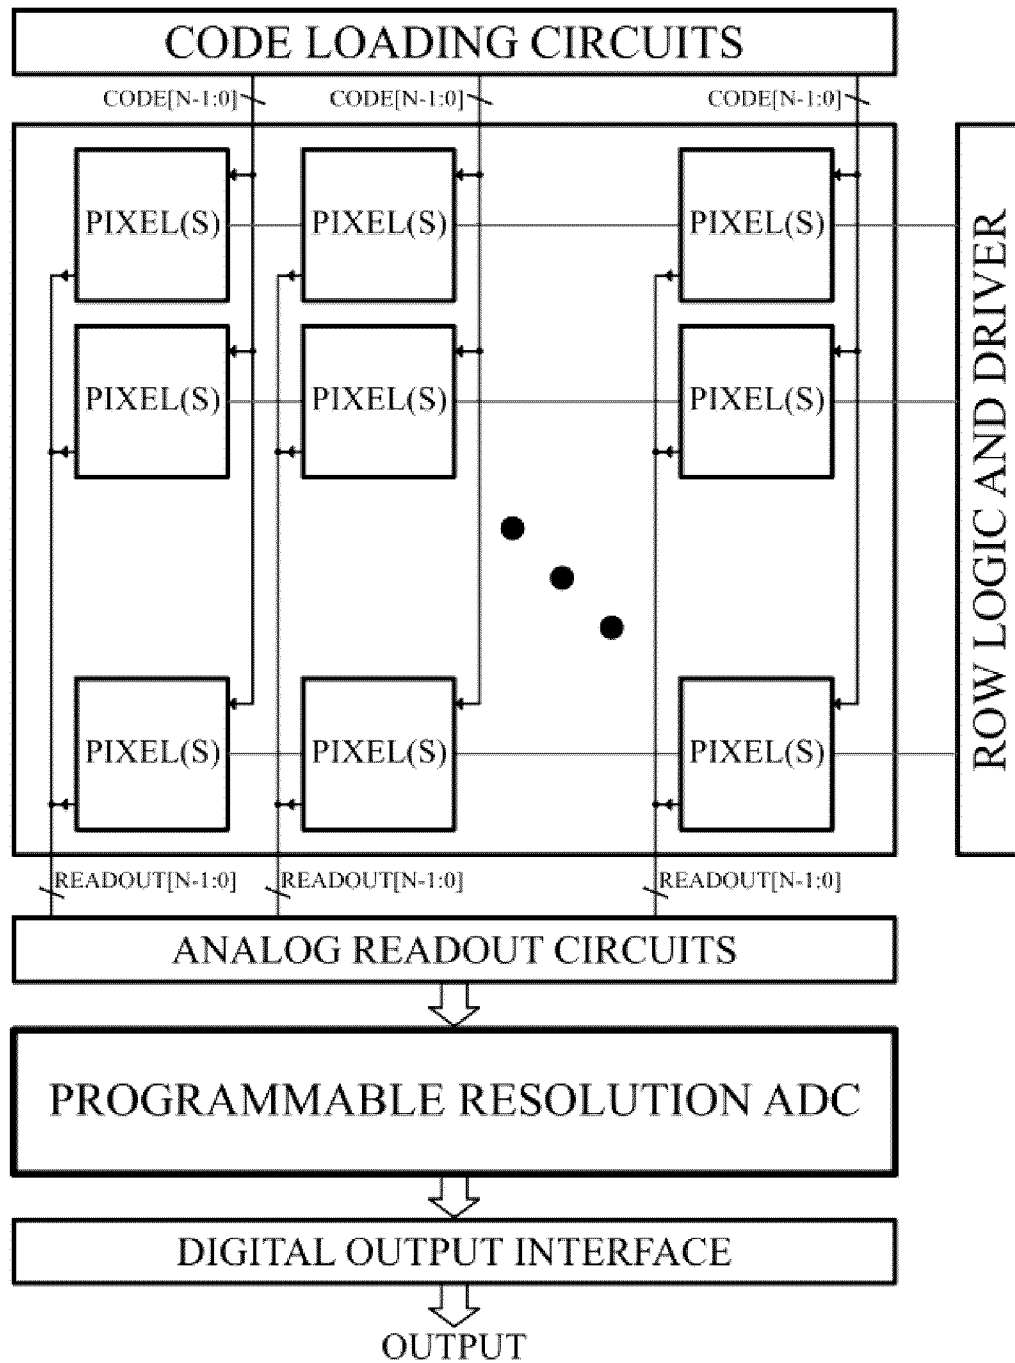 CODE LOADING CIRCUITS
CODE[N-1:0] CODE[N-1:0] CODE[N-1:0]
PIXEL(S) PIXEL(S) PIXEL(S)
PIXEL(S) PIXEL(S) PIXEL(S)
PIXEL(S) PIXEL(S) PIXEL(S)
ROW LOGIC AND DRIVER
READOUT[N-1:0] READOUT[N-1:0] READOUT[N-1:0]
ANALOG READOUT CIRCUITS
PROGRAMMABLE RESOLUTION ADC
DIGITAL OUTPUT INTERFACE
OUTPUT